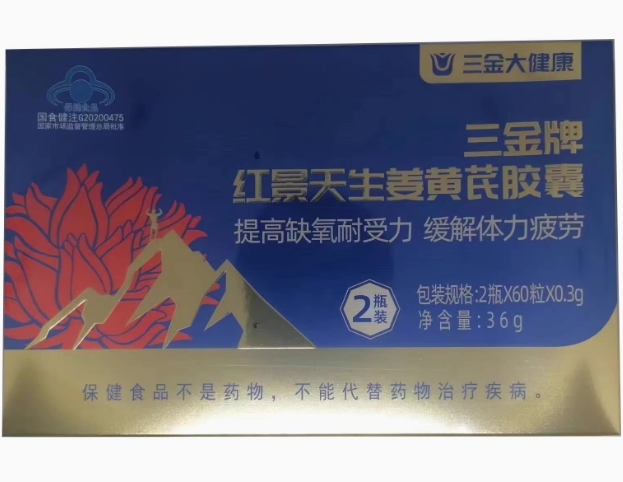 三金大健康
保健食品
国食健注G20200475
国家市场监督管理总局批准
三金牌
红景天生姜黄芪胶囊
提高缺氧耐受力 缓解体力疲劳
2瓶装
包装规格:2瓶X60粒X0.3g
净含量:36g
保健食品不是药物，不能代替药物治疗疾病。